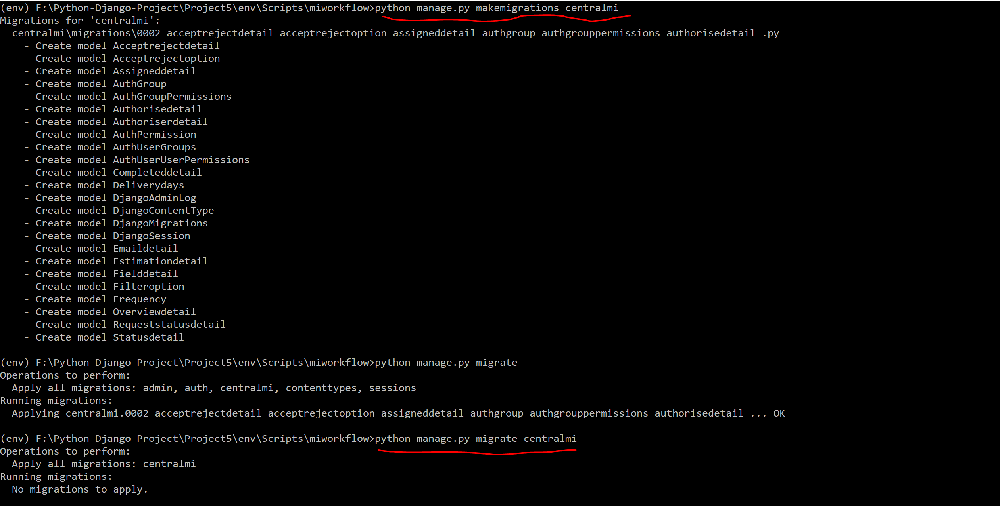 (env) F:\Python-Django-Project\Project5\env\Scripts\miworkflow>python manage.py makemigrations centralmi
Migrations for 'centralmi':
  centralmi\migrations\0002_acceptrejectdetail_acceptrejectoption_assigneddetail_authgroup_authgrouppermissions_authorisedetail_.py
    - Create model Acceptrejectdetail
    - Create model Acceptrejectoption
    - Create model Assigneddetail
    - Create model AuthGroup
    - Create model AuthGroupPermissions
    - Create model Authorisedetail
    - Create model Authoriserdetail
    - Create model AuthPermission
    - Create model AuthUserGroups
    - Create model AuthUserUserPermissions
    - Create model Completeddetail
    - Create model Deliverydays
    - Create model DjangoAdminLog
    - Create model DjangoContentType
    - Create model DjangoMigrations
    - Create model DjangoSession
    - Create model Emaildetail
    - Create model Estimationdetail
    - Create model Fielddetail
    - Create model Filteroption
    - Create model Frequency
    - Create model Overviewdetail
    - Create model Requeststatusdetail
    - Create model Statusdetail
(env) F:\Python-Django-Project\Project5\env\Scripts\miworkflow>python manage.py migrate
Operations to perform:
  Apply all migrations: admin, auth, centralmi, contenttypes, sessions
Running migrations:
  Applying centralmi.0002_acceptrejectdetail_acceptrejectoption_assigneddetail_authgroup_authgrouppermissions_authorisedetail_... OK
(env) F:\Python-Django-Project\Project5\env\Scripts\miworkflow>python manage.py migrate centralmi
Operations to perform:
  Apply all migrations: centralmi
Running migrations:
  No migrations to apply.